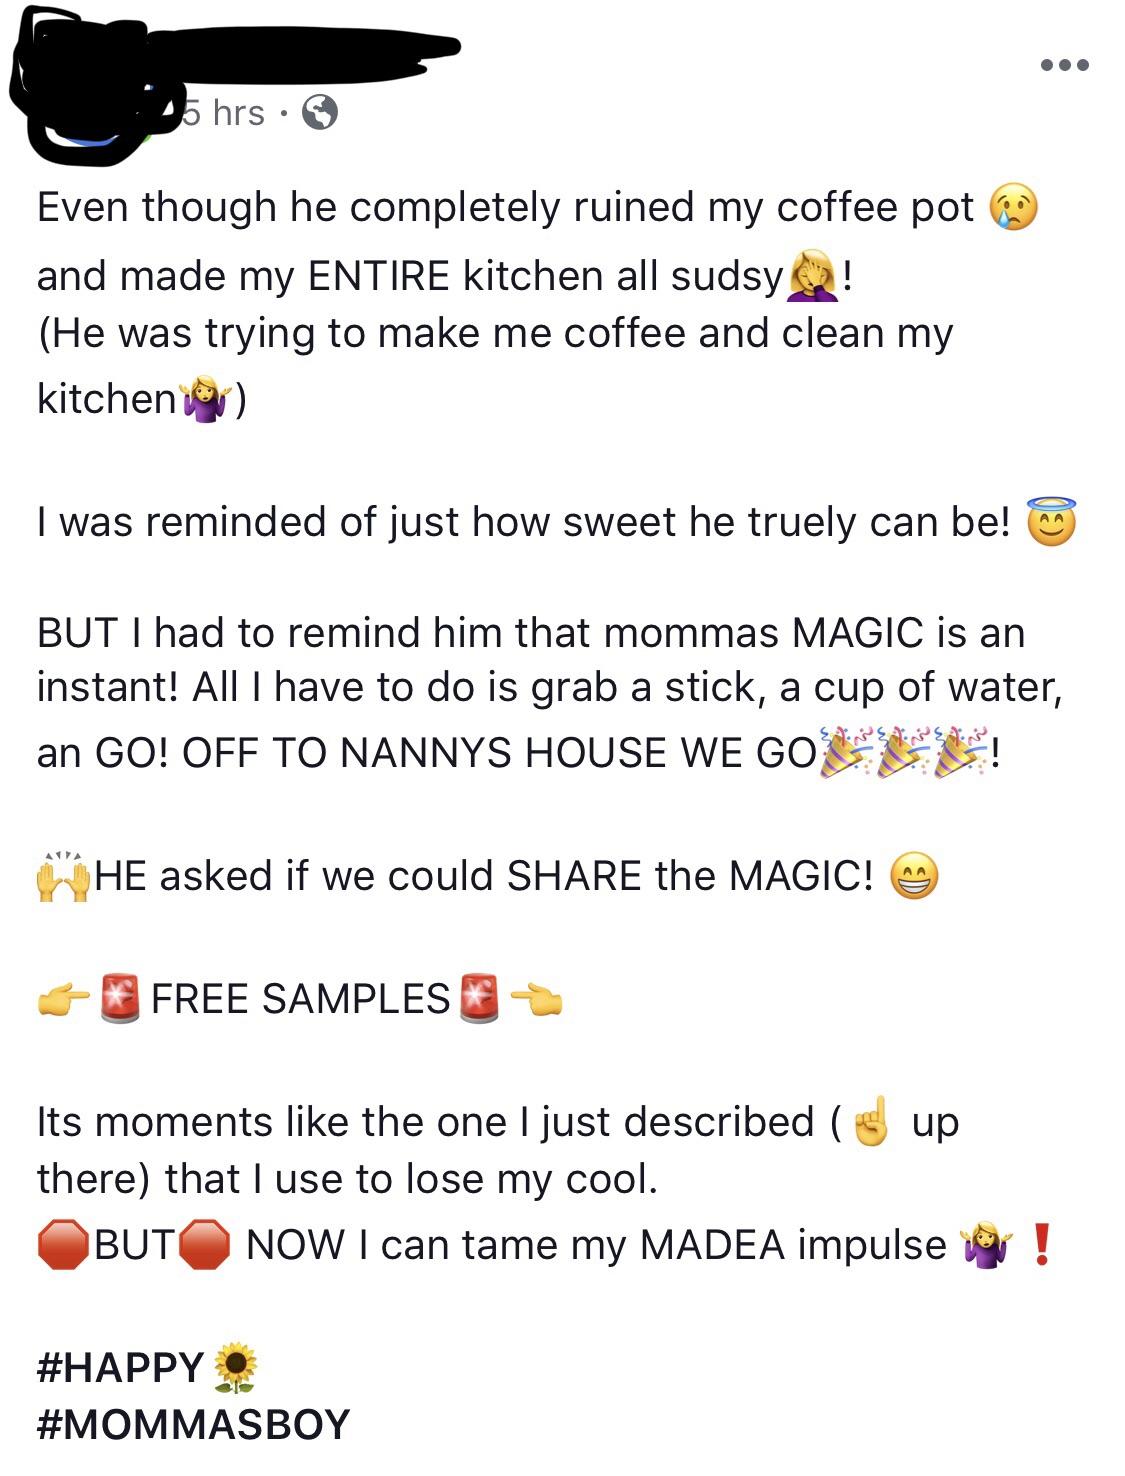 5 hrs ·
Even though he completely ruined my coffee pot 😢
and made my ENTIRE kitchen all sudsy🤦‍♀️!
(He was trying to make me coffee and clean my
kitchen🤷‍♀️)
I was reminded of just how sweet he truely can be! 😇
BUT I had to remind him that mommas MAGIC is an
instant! All I have to do is grab a stick, a cup of water,
an GO! OFF TO NANNYS HOUSE WE GO🎉🎉🎉!
🙌HE asked if we could SHARE the MAGIC! 😁
👉🚨FREE SAMPLES🚨👈
Its moments like the one I just described (☝️ up
there) that I use to lose my cool.
🛑BUT🛑 NOW I can tame my MADEA impulse 🤷‍♀️❗
#HAPPY🌻
#MOMMASBOY